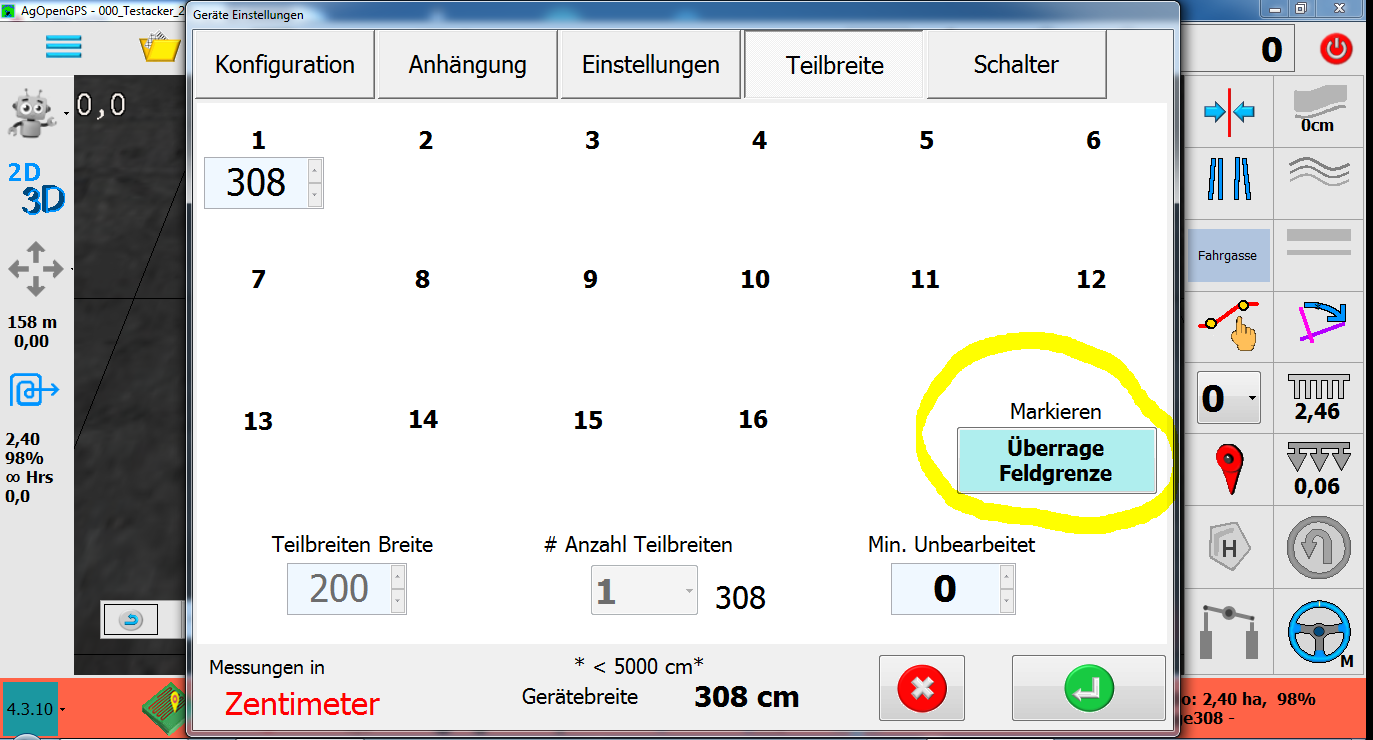 AgOpenGPS - 000_Testacker_2
Geräte Einstellungen
Konfiguration
Anhängung
Einstellungen
Teilbreite
Schalter
0
0,0
2D
3D
158 m
0,00
2,40
98%
∞ Hrs
0,0
4.3.10
1 2 3 4 5 6
308
7 8 9 10 11 12
13 14 15 16
Markieren
Überrage
Feldgrenze
Teilbreiten Breite
200
# Anzahl Teilbreiten
1
308
Min. Unbearbeitet
0
Messungen in
Zentimeter
* < 5000 cm*
Gerätebreite
308 cm
0cm
Fahrgasse
0
2,46
0,06
H
M
o: 2,40 ha, 98%
e308 -